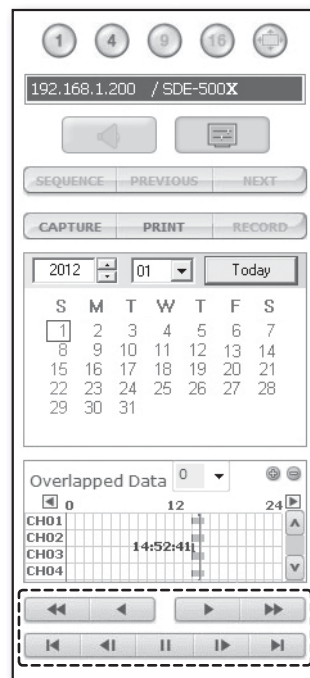 1 4 9 16
192.168.1.200 / SDE-500X
SEQUENCE PREVIOUS NEXT
CAPTURE PRINT RECORD
2012 01 Today
S M T W T F S
1 2 3 4 5 6 7
8 9 10 11 12 13 14
15 16 17 18 19 20 21
22 23 24 25 26 27 28
29 30 31
Overlapped Data 0
0 12 24
CH01
CH02
14:52:41
CH03
CH04